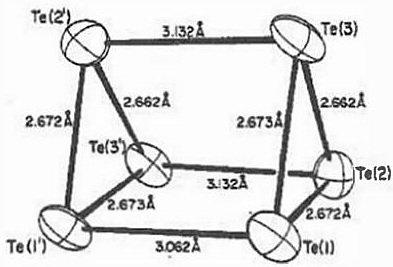 Te(2')
3.132Å
Te(3)
2.672Å
2.662Å
2.673Å
2.662Å
Te(3')
3.132Å
Te(2)
2.673Å
2.672Å
Te(1')
3.062Å
Te(1)